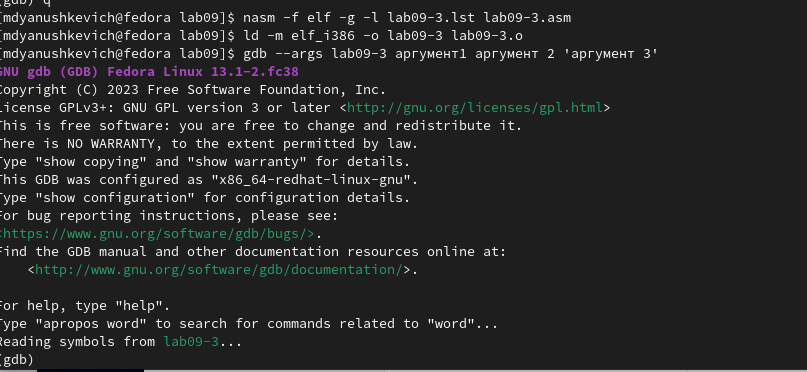 (gdb) q
[mdyanushkevich@fedora lab09]$ nasm -f elf -g -l lab09-3.lst lab09-3.asm
[mdyanushkevich@fedora lab09]$ ld -m elf_i386 -o lab09-3 lab09-3.o
[mdyanushkevich@fedora lab09]$ gdb --args lab09-3 аргумент1 аргумент 2 'аргумент 3'
GNU gdb (GDB) Fedora Linux 13.1-2.fc38
Copyright (C) 2023 Free Software Foundation, Inc.
License GPLv3+: GNU GPL version 3 or later <http://gnu.org/licenses/gpl.html>
This is free software: you are free to change and redistribute it.
There is NO WARRANTY, to the extent permitted by law.
Type "show copying" and "show warranty" for details.
This GDB was configured as "x86_64-redhat-linux-gnu".
Type "show configuration" for configuration details.
For bug reporting instructions, please see:
<https://www.gnu.org/software/gdb/bugs/>.
Find the GDB manual and other documentation resources online at:
    <http://www.gnu.org/software/gdb/documentation/>.

For help, type "help".
Type "apropos word" to search for commands related to "word"...
Reading symbols from lab09-3...
(gdb)